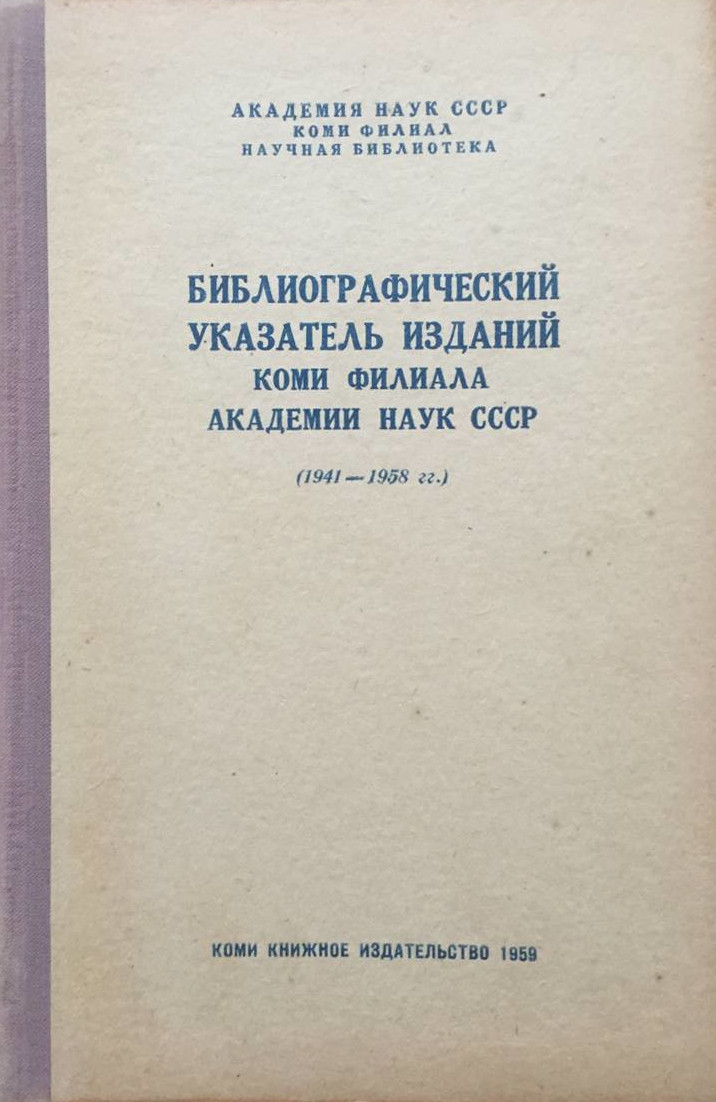 АКАДЕМИЯ НАУК СССР
КОМИ ФИЛИАЛ
НАУЧНАЯ БИБЛИОТЕКА
БИБЛИОГРАФИЧЕСКИЙ
УКАЗАТЕЛЬ ИЗДАНИЙ
КОМИ ФИЛИАЛА
АКАДЕМИИ НАУК СССР
(1941—1958 гг.)
КОМИ КНИЖНОЕ ИЗДАТЕЛЬСТВО 1959